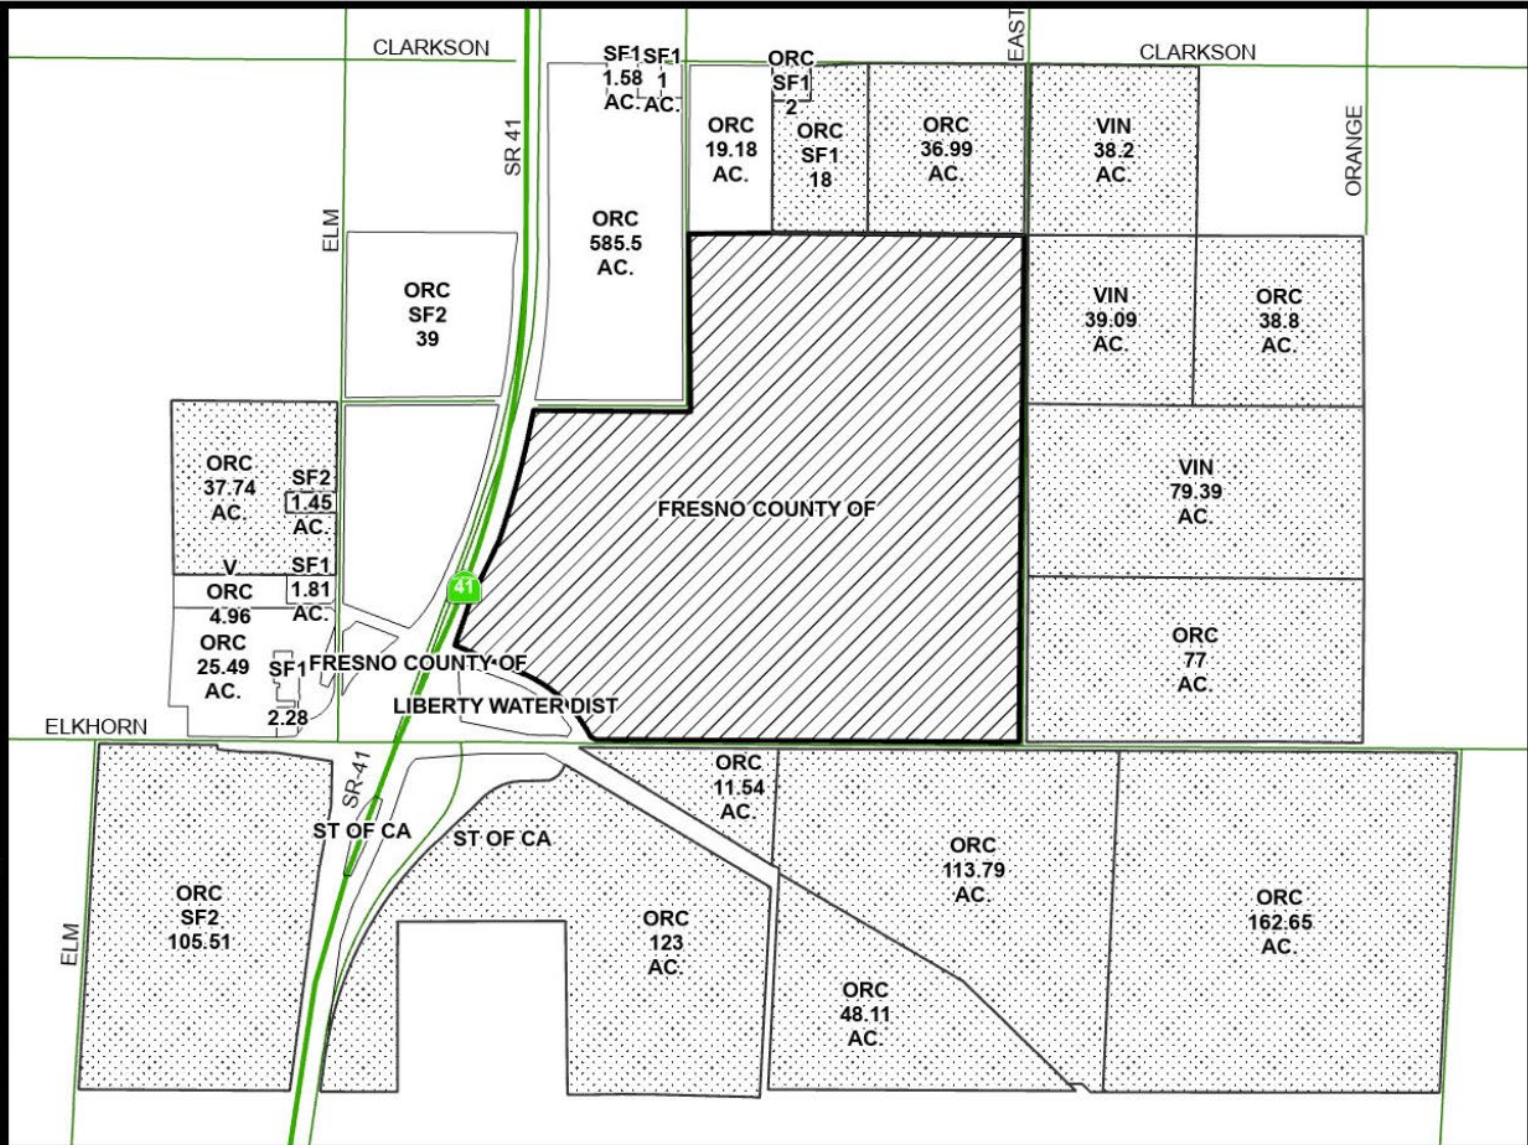 CLARKSON
SR 41
SF1
1.58
AC.
SF1
1
AC.
ORC
SF1
2
EAST
CLARKSON
ORANGE
ORC
19.18
AC.
ORC
SF1
18
ORC
36.99
AC.
VIN
38.2
AC.
ELM
ORC
585.5
AC.
ORC
SF2
39
VIN
39.09
AC.
ORC
38.8
AC.
ORC
37.74
AC.
SF2
1.45
AC.
FRESNO COUNTY OF
VIN
79.39
AC.
V
ORC
4.96
SF1
1.81
AC.
41
ORC
25.49
AC.
SF1
2.28
FRESNO COUNTY OF
LIBERTY WATER DIST
ORC
77
AC.
ELKHORN
SR-41
ST OF CA
ST OF CA
ORC
11.54
AC.
ORC
113.79
AC.
ELM
ORC
SF2
105.51
ORC
123
AC.
ORC
48.11
AC.
ORC
162.65
AC.